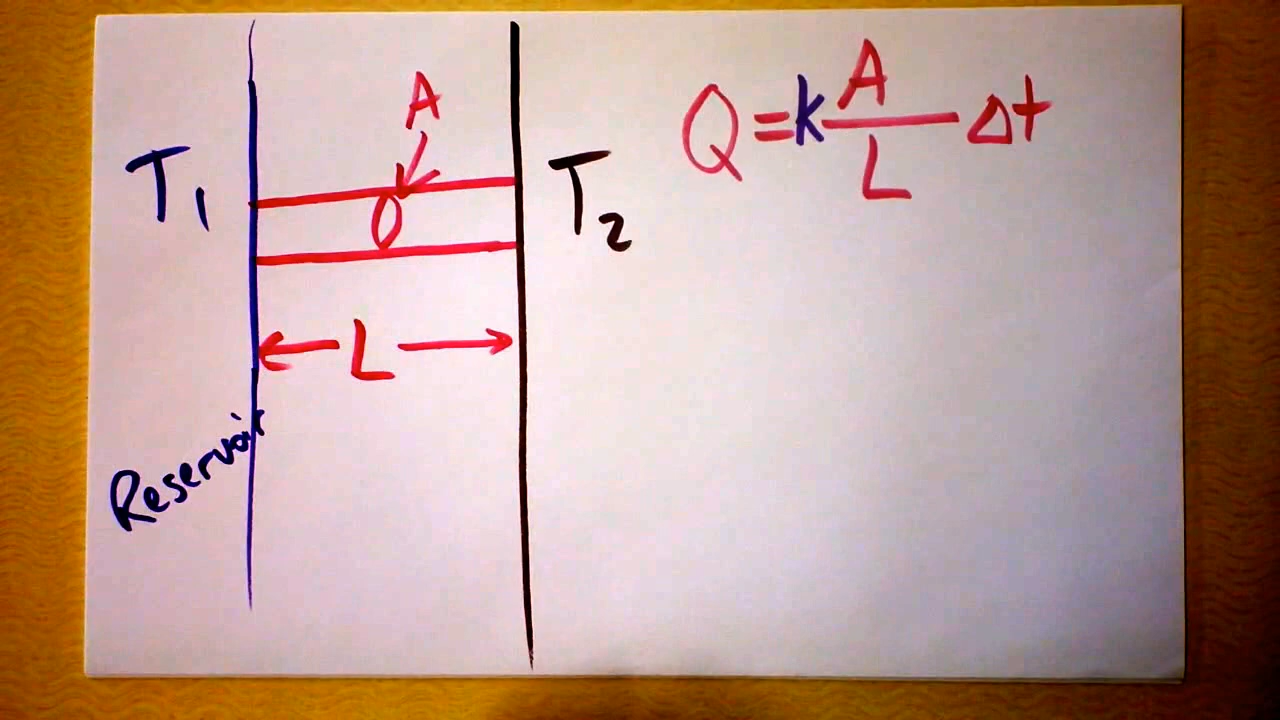 A
T₁
T₂
L
Reservoir
Q = k A/L Δt